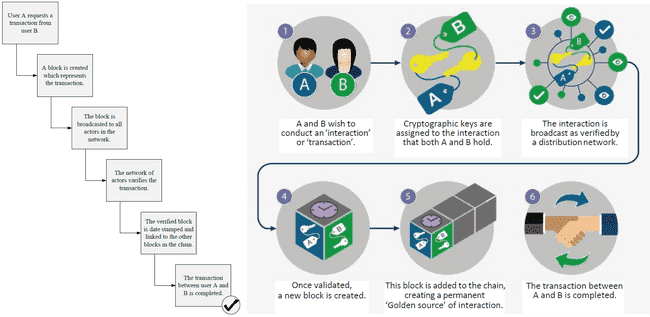 User A requests a
transaction from
user B.
A block is created
which represents
the transaction.
The block is
broadcasted to all
actors in the
network.
The network of
actors varifies the
transaction.
The verified block
is date stamped and
linked to the other
blocks in the chain.
The transaction
between user A and
B is completed.
1
A
B
A and B wish to
conduct an 'interaction'
or 'transaction'.
2
B
A
Cryptographic keys are
assigned to the interaction
that both A and B hold.
3
B
A
The interaction is
broadcast as verified by
a distribution network.
4
A
B
Once validated,
a new block is created.
5
A
B
This block is added to the chain,
creating a permanent
'Golden source' of interaction.
6
The transaction between
A and B is completed.